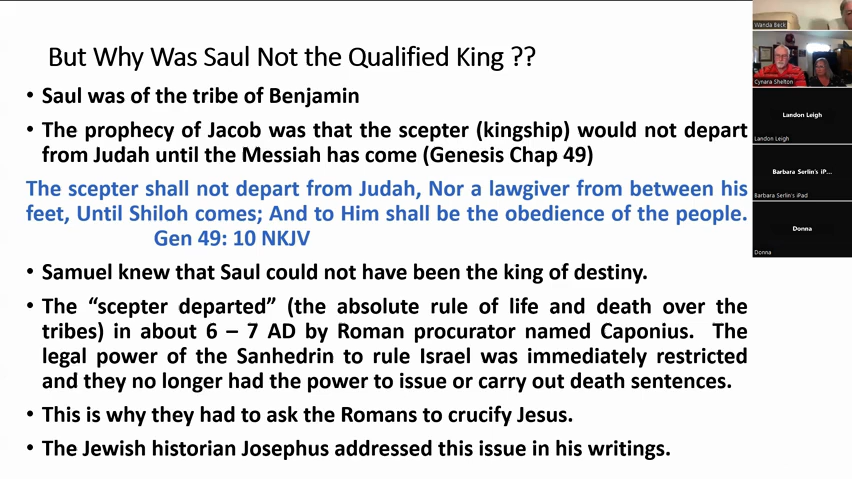 But Why Was Saul Not the Qualified King ??
• Saul was of the tribe of Benjamin
• The prophecy of Jacob was that the scepter (kingship) would not depart
from Judah until the Messiah has come (Genesis Chap 49)
The scepter shall not depart from Judah, Nor a lawgiver from between his
feet, Until Shiloh comes; And to Him shall be the obedience of the people.
Gen 49: 10 NKJV
• Samuel knew that Saul could not have been the king of destiny.
• The “scepter departed” (the absolute rule of life and death over the
tribes) in about 6 – 7 AD by Roman procurator named Caponius. The
legal power of the Sanhedrin to rule Israel was immediately restricted
and they no longer had the power to issue or carry out death sentences.
• This is why they had to ask the Romans to crucify Jesus.
• The Jewish historian Josephus addressed this issue in his writings.
Wanda Beck
Cynara Shelton
Landon Leigh
Landon Leigh
Barbara Serlin's iP...
Barbara Serlin's iPad
Donna
Donna